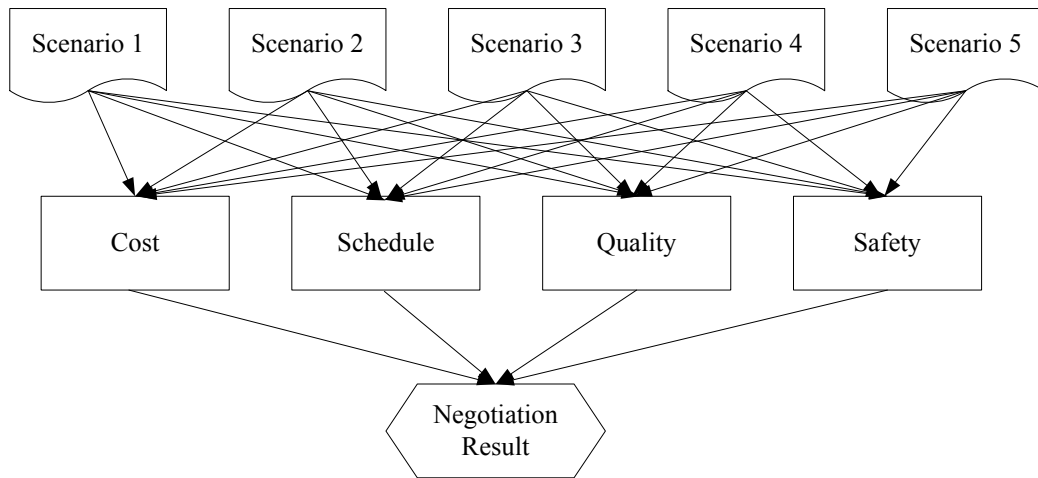 Scenario 1
Scenario 2
Scenario 3
Scenario 4
Scenario 5
Cost
Schedule
Quality
Safety
Negotiation
Result